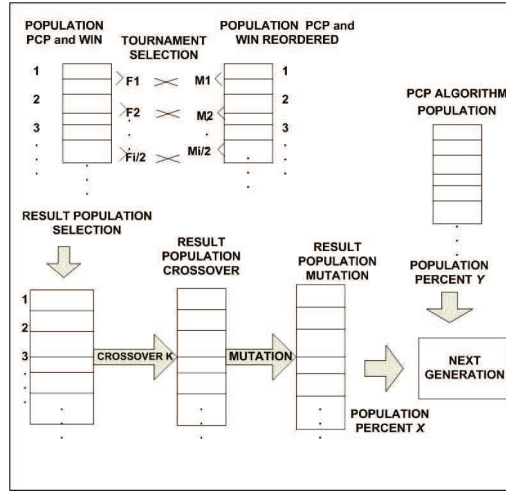 POPULATION
PCP and WIN
TOURNAMENT
SELECTION
POPULATION PCP and
WIN REORDERED
1
2
3
F1
F2
Fi/2
M1
M2
Mi/2
1
2
3
PCP ALGORITHM
POPULATION
RESULT POPULATION
SELECTION
RESULT
POPULATION
CROSSOVER
RESULT
POPULATION
MUTATION
POPULATION
PERCENT Y
1
2
3
CROSSOVER K
MUTATION
NEXT
GENERATION
POPULATION
PERCENT X